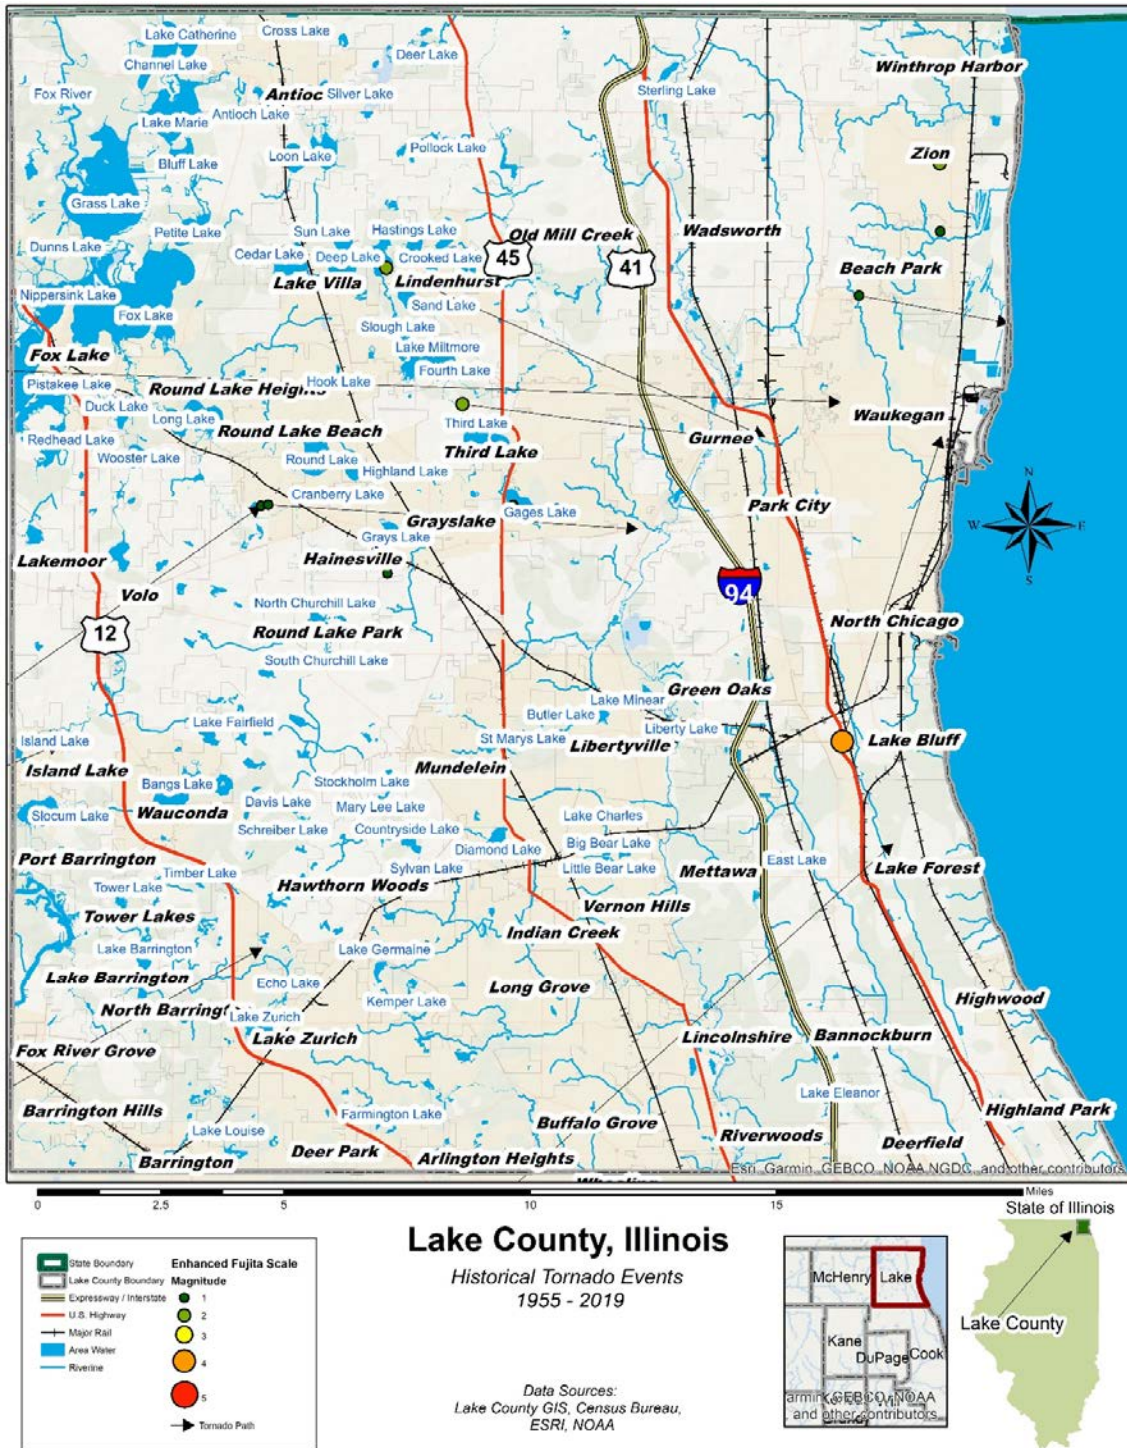 Cross Lake
Lake Catherine
Deer Lake
Channel Lake
Winthrop Harbor
Fox River
Antioc
Silver Lake
Sterling Lake
Antioch Lake
Lake Marie
Pollock Lake
Zion
Bluff Lake
Loon Lake
Grass Lake
Petite Lake
Sun Lake
Hastings Lake
Old Mill Creek
Wadsworth
Dunns Lake
Cedar Lake
Deep Lake
Crooked Lake
45
41
Beach Park
Lake Villa
Lindenhurst
Nippersink Lake
Sand Lake
Fox Lake
Slough Lake
Lake Miltmore
Fox Lake
Fourth Lake
Pistakee Lake
Round Lake Heights
Hook Lake
Duck Lake
Long Lake
Waukegan
Redhead Lake
Round Lake Beach
Third Lake
Gurnee
Wooster Lake
Round Lake
Third Lake
Highland Lake
N
Cranberry Lake
Park City
Gages Lake
Grayslake
W
E
Grays Lake
Lakemoor
Hainesville
S
94
Volo
North Churchill Lake
12
Round Lake Park
North Chicago
South Churchill Lake
Green Oaks
Lake Minear
Lake Fairfield
Butler Lake
Liberty Lake
Island Lake
St Marys Lake
Libertyville
Lake Bluff
Island Lake
Mundelein
Bangs Lake
Stockholm Lake
Slocum Lake
Wauconda
Davis Lake
Mary Lee Lake
Lake Charles
Schreiber Lake
Countryside Lake
Big Bear Lake
Port Barrington
Diamond Lake
East Lake
Timber Lake
Sylvan Lake
Little Bear Lake
Mettawa
Lake Forest
Tower Lake
Hawthorn Woods
Tower Lakes
Vernon Hills
Indian Creek
Lake Barrington
Lake Germaine
Lake Barrington
Echo Lake
Long Grove
Kemper Lake
Highwood
North Barringt
Lake Zurich
Lake Zurich
Lincolnshire
Bannockburn
Fox River Grove
Lake Eleanor
Barrington Hills
Farmington Lake
Highland Park
Lake Louise
Buffalo Grove
Riverwoods
Deerfield
Barrington
Deer Park
Arlington Heights
Esri, Garmin, GEBCO, NOAA NGDC, and other contributors
Wheeling
0 2.5 5 10 15 Miles
State of Illinois
Lake County, Illinois
Historical Tornado Events
1955 - 2019
State Boundary
Lake County Boundary
Expressway / Interstate
U.S. Highway
Major Rail
Area Water
Riverine
Enhanced Fujita Scale
Magnitude
1
2
3
4
5
Tornado Path
McHenry
Lake
Kane
DuPage
Cook
GEBCO, NOAA
and other contributors
Lake County
Data Sources:
Lake County GIS, Census Bureau,
ESRI, NOAA